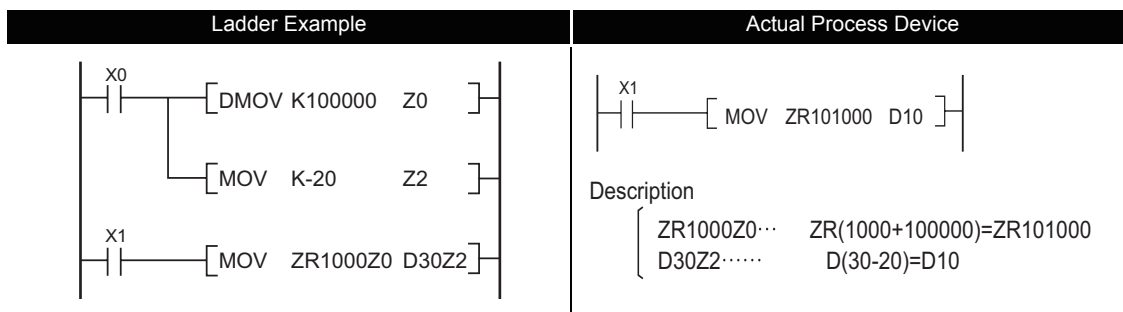 Ladder Example
X0
DMOV K100000 Z0
MOV K-20 Z2
X1
MOV ZR1000Z0 D30Z2
Actual Process Device
X1
MOV ZR101000 D10
Description
ZR1000Z0··· ZR(1000+100000)=ZR101000
D30Z2······ D(30-20)=D10